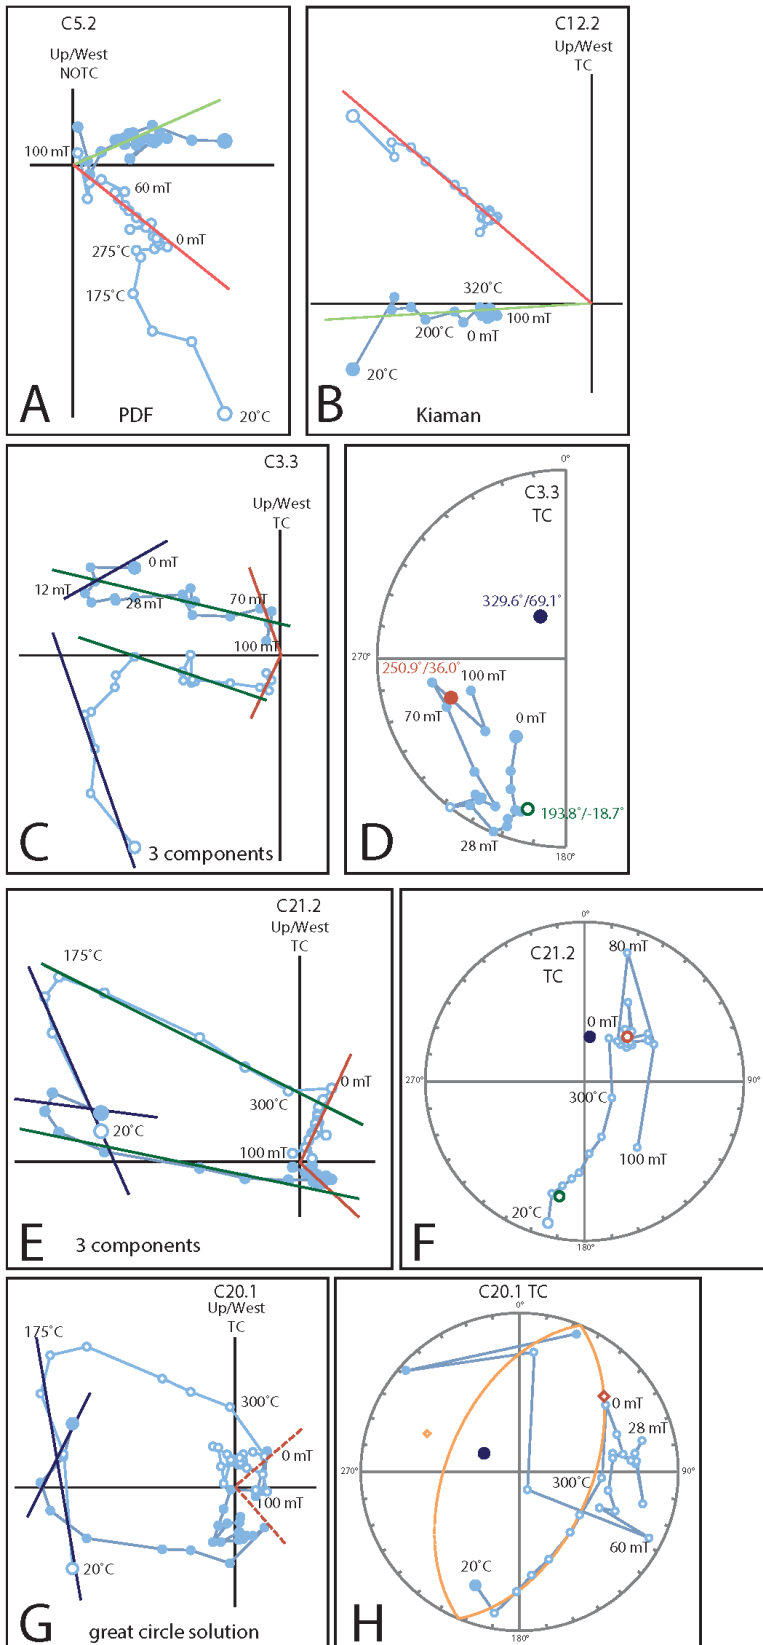 C5.2
Up/West
NOTC
100 mT
60 mT
0 mT
275˚C
175˚C
20˚C
A
PDF
C12.2
Up/West
TC
320˚C
100 mT
200˚C
0 mT
20˚C
B
Kiaman
C3.3
Up/West
TC
0 mT
12 mT
28 mT
70 mT
100 mT
C
3 components
0°
C3.3
TC
329.6°/69.1°
270°
250.9°/36.0°
100 mT
70 mT
0 mT
193.8°/-18.7°
28 mT
D
180°
C21.2
Up/West
TC
175˚C
0 mT
300˚C
20˚C
100 mT
E
3 components
0°
C21.2
TC
80 mT
0 mT
270°
90°
300˚C
100 mT
20˚C
F
180°
C20.1
Up/West
TC
175˚C
300˚C
0 mT
100 mT
20˚C
G
great circle solution
C20.1 TC
0°
0 mT
28 mT
270°
300˚C
90°
60 mT
20˚C
H
180°